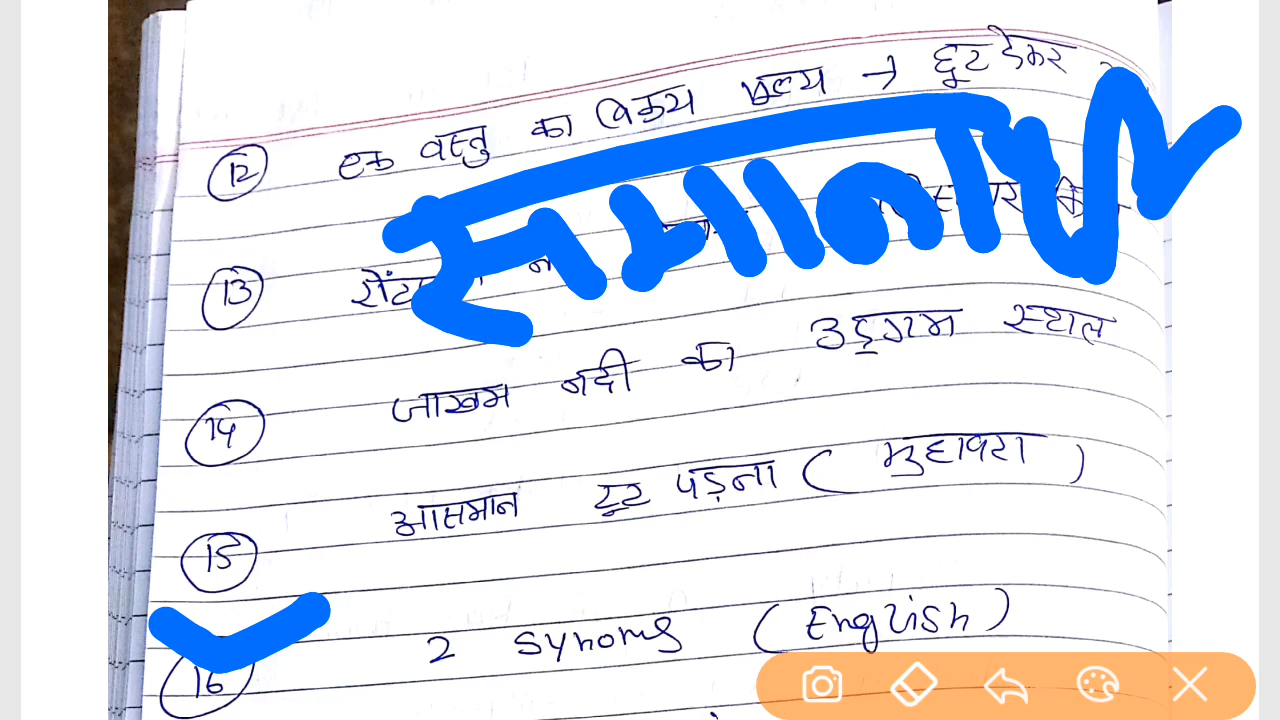 12 एक वस्तु का विक्रय मूल्य → छूट देकर
समानार्थ
13
14 जाखम नदी का उद्गम स्थल
15 आसमान टूट पड़ना ( मुहावरा )
16 2 Synoms ( English )